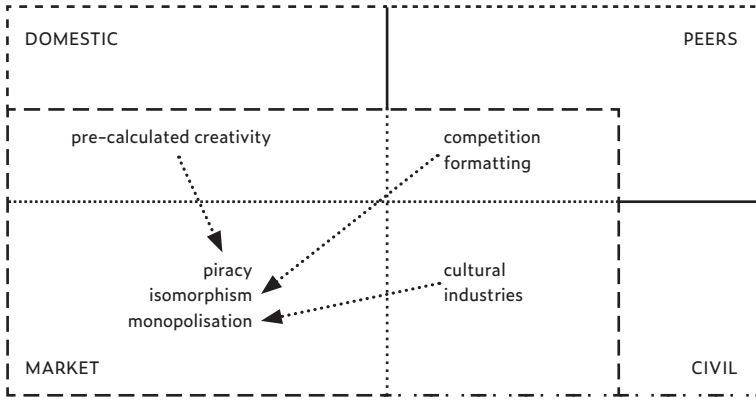 DOMESTIC
PEERS
pre-calculated creativity
competition
formatting
piracy
isomorphism
monopolisation
cultural
industries
MARKET
CIVIL